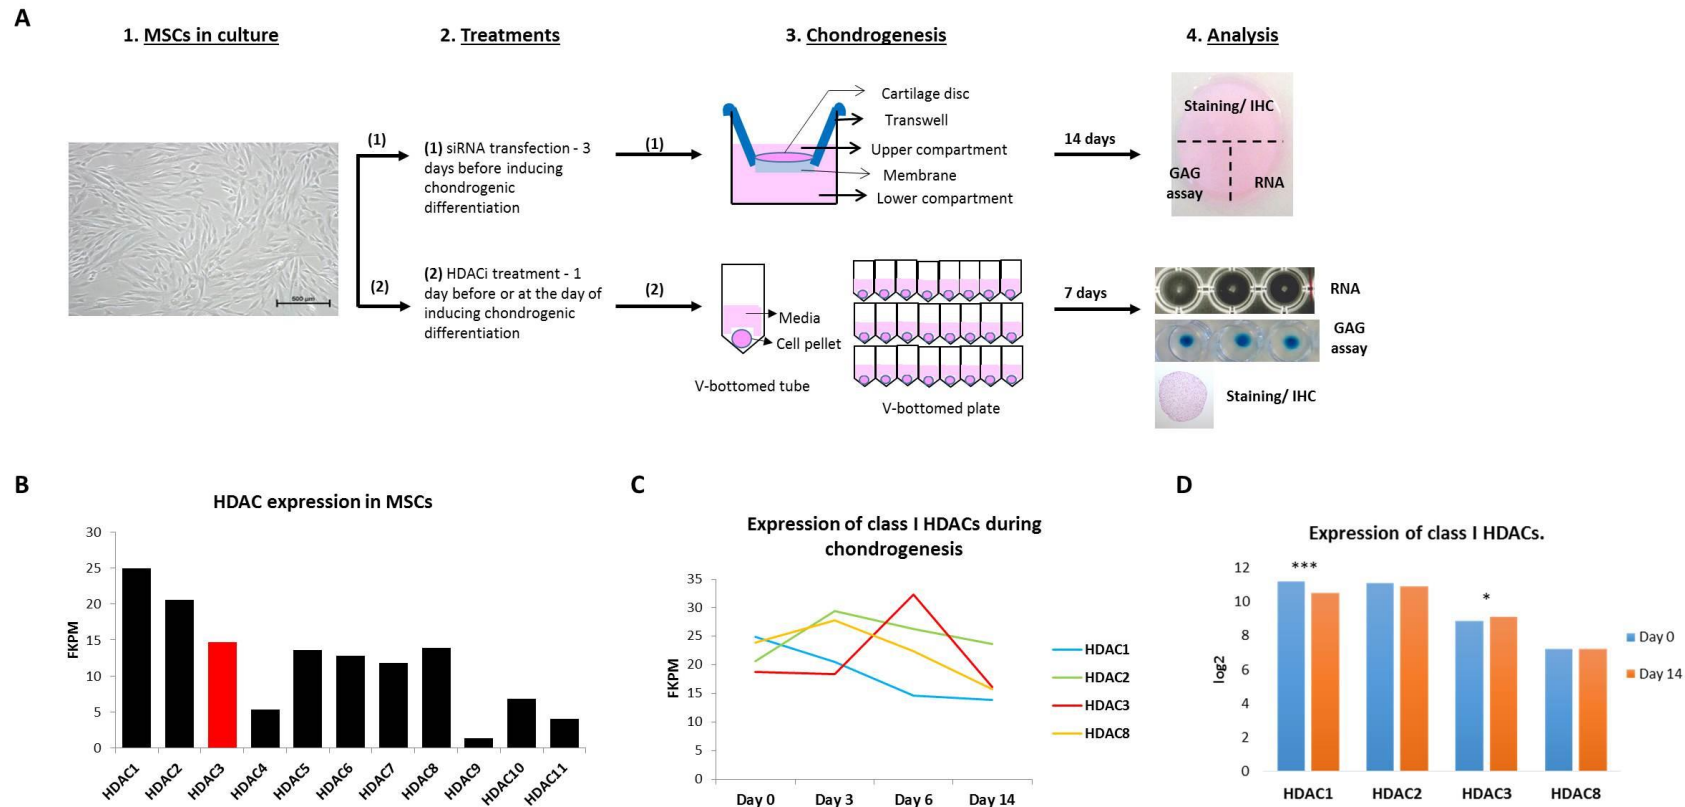 A
1. MSCs in culture
2. Treatments
3. Chondrogenesis
4. Analysis
500 µm
(1)
(2)
(1) siRNA transfection - 3
days before inducing
chondrogenic
differentiation
(2) HDACi treatment - 1
day before or at the day of
inducing chondrogenic
differentiation
(1)
(2)
Cartilage disc
Transwell
Upper compartment
Membrane
Lower compartment
Media
Cell pellet
V-bottomed tube
V-bottomed plate
14 days
7 days
Staining/ IHC
GAG
assay
RNA
RNA
GAG
assay
Staining/ IHC
B
HDAC expression in MSCs
FKPM
30
25
20
15
10
5
0
HDAC1
HDAC2
HDAC3
HDAC4
HDAC5
HDAC6
HDAC7
HDAC8
HDAC9
HDAC10
HDAC11
C
Expression of class I HDACs during
chondrogenesis
FKPM
35
30
25
20
15
10
5
0
Day 0
Day 3
Day 6
Day 14
HDAC1
HDAC2
HDAC3
HDAC8
D
Expression of class I HDACs.
log2
12
10
8
6
4
2
0
***
*
HDAC1
HDAC2
HDAC3
HDAC8
Day 0
Day 14